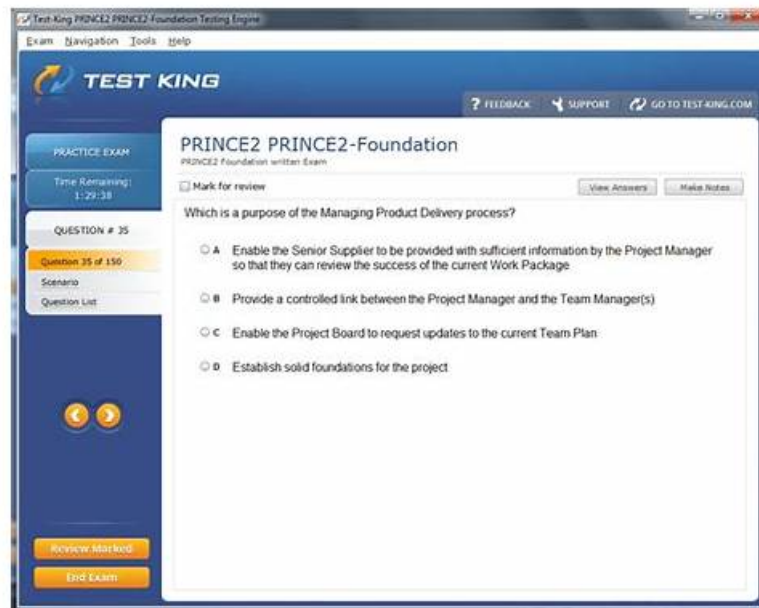 Test-King PRINCE2 PRINCE2-Foundation Testing Engine
Exam Navigation Tools Help
TEST KING
? FEEDBACK SUPPORT GO TO TEST-KING.COM
PRACTICE EXAM
Time Remaining:
1:29:38
QUESTION # 35
Question 35 of 150
Scenario
Question List
Review Marked
End Exam
PRINCE2 PRINCE2-Foundation
PRINCE2 Foundation written Exam
Mark for review
View Answers
Make Notes
Which is a purpose of the Managing Product Delivery process?
A Enable the Senior Supplier to be provided with sufficient information by the Project Manager
so that they can review the success of the current Work Package
B Provide a controlled link between the Project Manager and the Team Manager(s)
C Enable the Project Board to request updates to the current Team Plan
D Establish solid foundations for the project